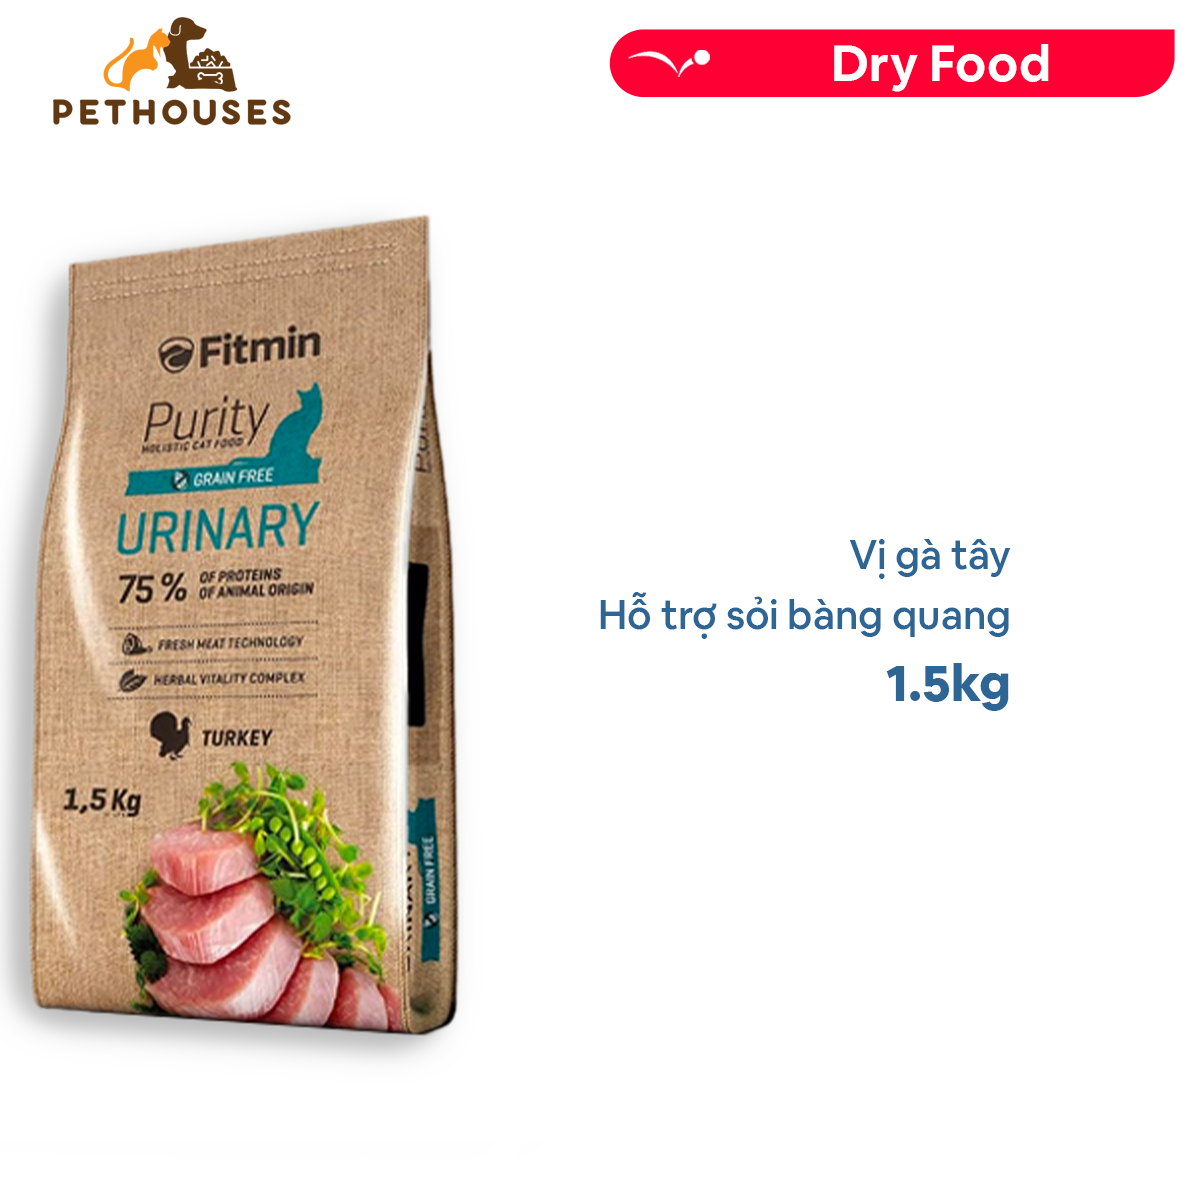 PETHOUSES
Dry Food
Fitmin
Purity
HOLISTIC CAT FOOD
GRAIN FREE
URINARY
75 % OF PROTEINS
OF ANIMAL ORIGIN
FRESH MEAT TECHNOLOGY
HERBAL VITALITY COMPLEX
TURKEY
1,5 Kg
GRAIN FREE
Vị gà tây
Hỗ trợ sỏi bàng quang
1.5kg